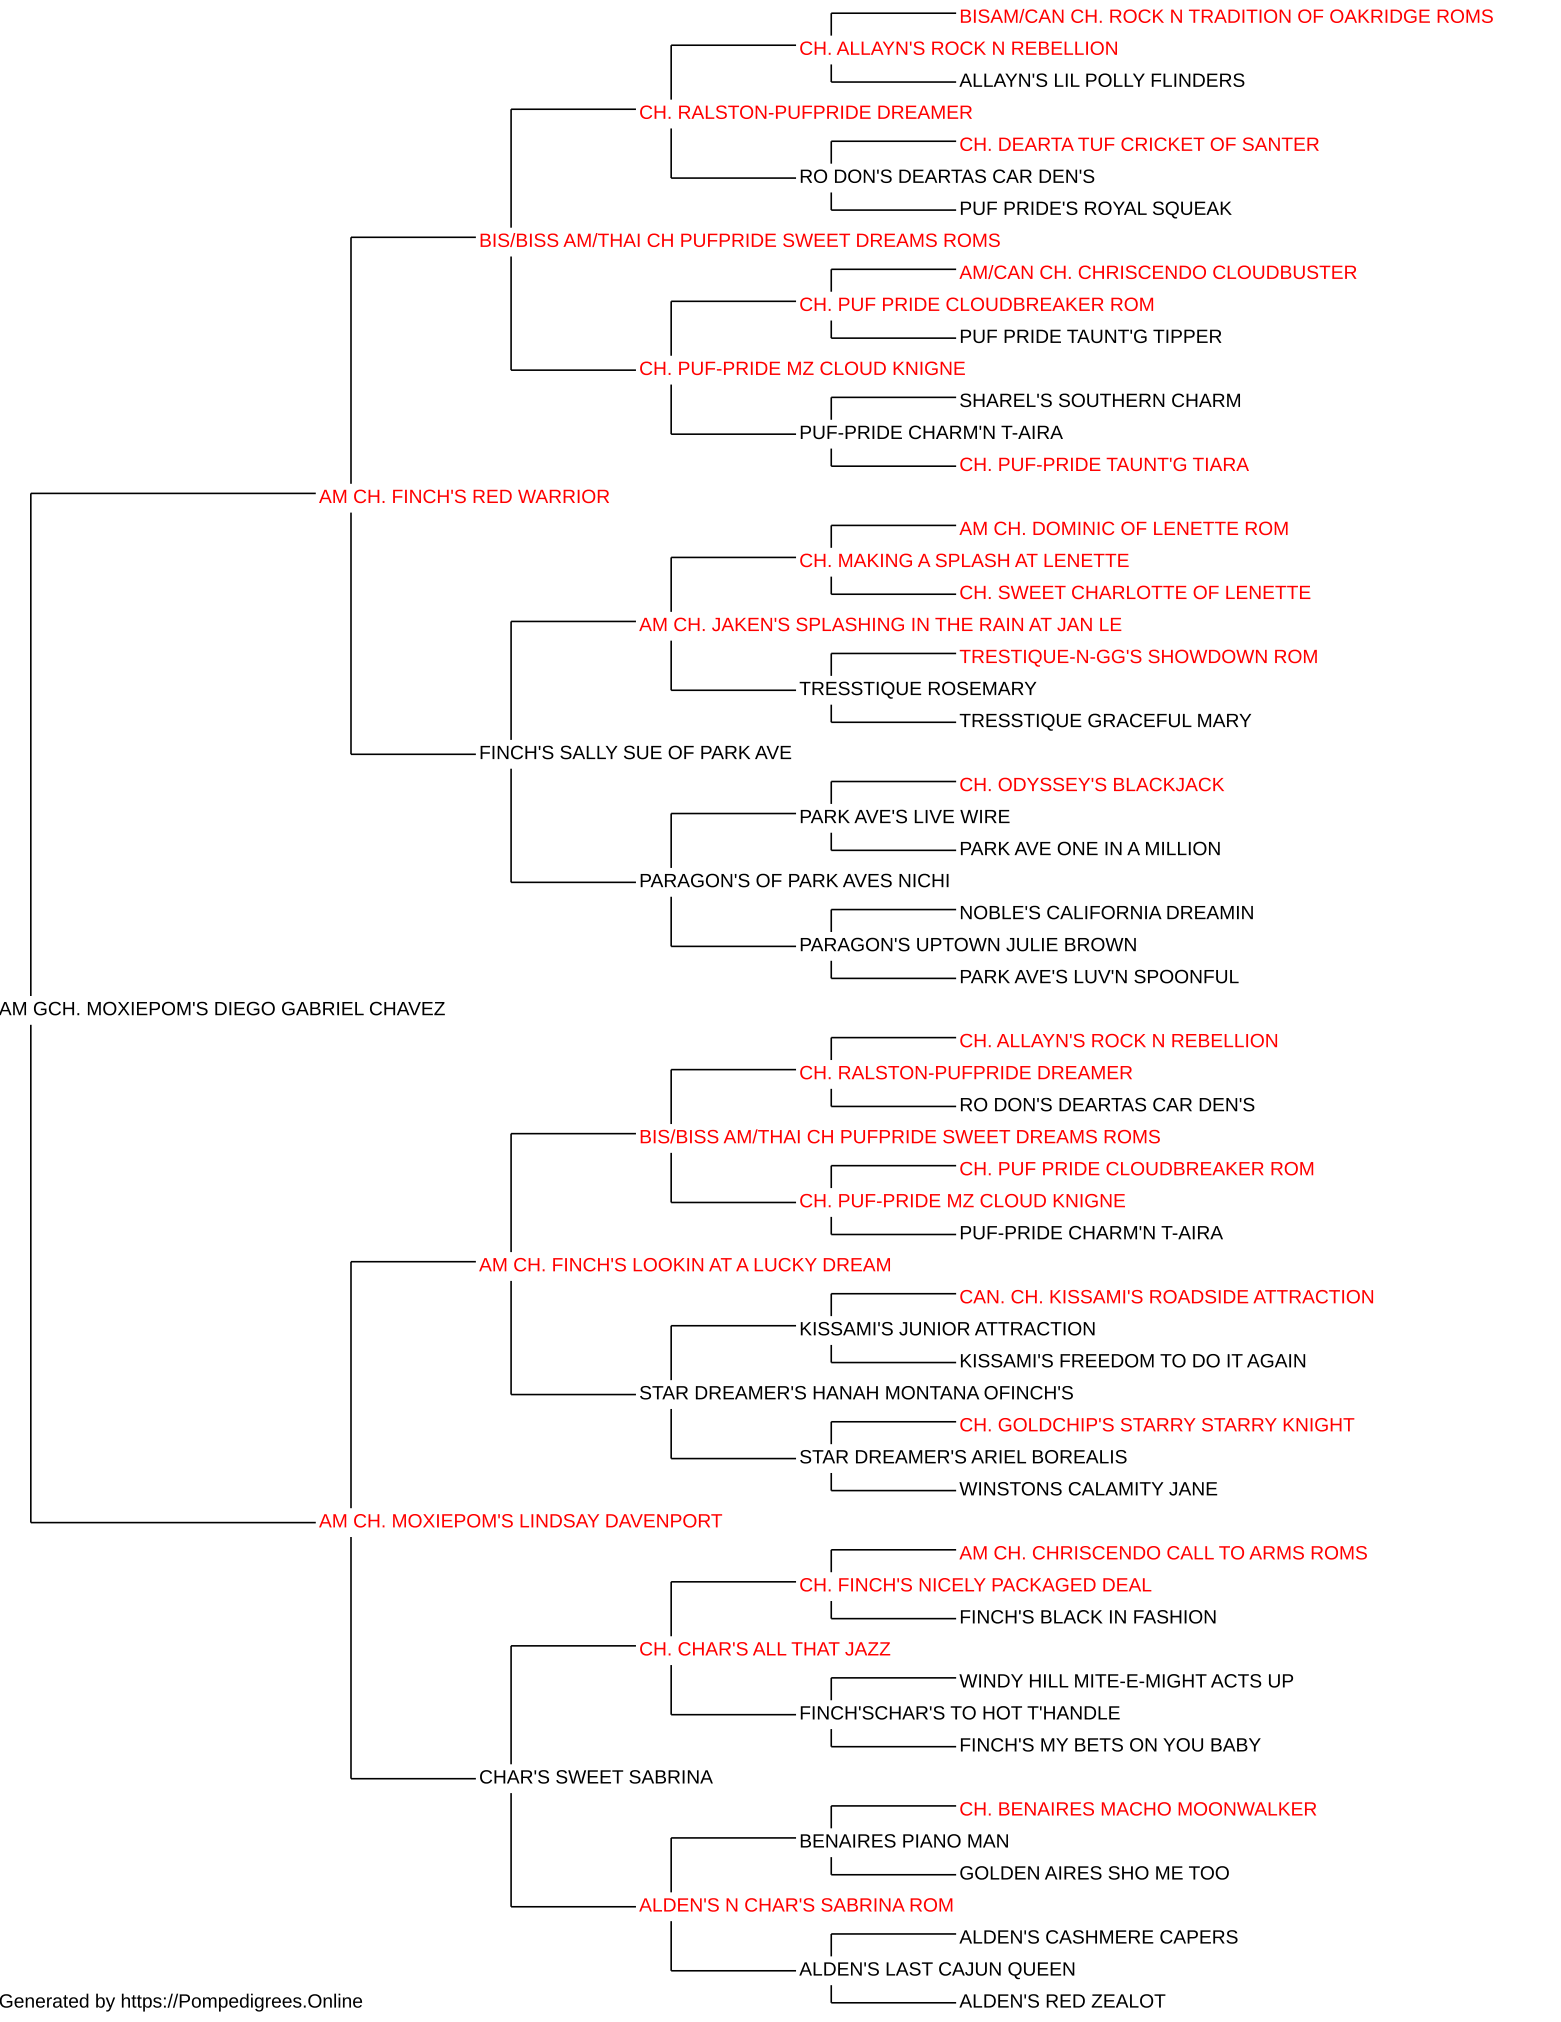 BISAM/CAN CH. ROCK N TRADITION OF OAKRIDGE ROMS
CH. ALLAYN'S ROCK N REBELLION
ALLAYN'S LIL POLLY FLINDERS
CH. RALSTON-PUFPRIDE DREAMER
CH. DEARTA TUF CRICKET OF SANTER
RO DON'S DEARTAS CAR DEN'S
PUF PRIDE'S ROYAL SQUEAK
BIS/BISS AM/THAI CH PUFPRIDE SWEET DREAMS ROMS
AM/CAN CH. CHRISCENDO CLOUDBUSTER
CH. PUF PRIDE CLOUDBREAKER ROM
PUF PRIDE TAUNT'G TIPPER
CH. PUF-PRIDE MZ CLOUD KNIGNE
SHAREL'S SOUTHERN CHARM
PUF-PRIDE CHARM'N T-AIRA
CH. PUF-PRIDE TAUNT'G TIARA
AM CH. FINCH'S RED WARRIOR
AM CH. DOMINIC OF LENETTE ROM
CH. MAKING A SPLASH AT LENETTE
CH. SWEET CHARLOTTE OF LENETTE
AM CH. JAKEN'S SPLASHING IN THE RAIN AT JAN LE
TRESTIQUE-N-GG'S SHOWDOWN ROM
TRESSTIQUE ROSEMARY
TRESSTIQUE GRACEFUL MARY
FINCH'S SALLY SUE OF PARK AVE
CH. ODYSSEY'S BLACKJACK
PARK AVE'S LIVE WIRE
PARK AVE ONE IN A MILLION
PARAGON'S OF PARK AVES NICHI
NOBLE'S CALIFORNIA DREAMIN
PARAGON'S UPTOWN JULIE BROWN
PARK AVE'S LUV'N SPOONFUL
AM GCH. MOXIEPOM'S DIEGO GABRIEL CHAVEZ
CH. ALLAYN'S ROCK N REBELLION
CH. RALSTON-PUFPRIDE DREAMER
RO DON'S DEARTAS CAR DEN'S
BIS/BISS AM/THAI CH PUFPRIDE SWEET DREAMS ROMS
CH. PUF PRIDE CLOUDBREAKER ROM
CH. PUF-PRIDE MZ CLOUD KNIGNE
PUF-PRIDE CHARM'N T-AIRA
AM CH. FINCH'S LOOKIN AT A LUCKY DREAM
CAN. CH. KISSAMI'S ROADSIDE ATTRACTION
KISSAMI'S JUNIOR ATTRACTION
KISSAMI'S FREEDOM TO DO IT AGAIN
STAR DREAMER'S HANAH MONTANA OFINCH'S
CH. GOLDCHIP'S STARRY STARRY KNIGHT
STAR DREAMER'S ARIEL BOREALIS
WINSTONS CALAMITY JANE
AM CH. MOXIEPOM'S LINDSAY DAVENPORT
AM CH. CHRISCENDO CALL TO ARMS ROMS
CH. FINCH'S NICELY PACKAGED DEAL
FINCH'S BLACK IN FASHION
CH. CHAR'S ALL THAT JAZZ
WINDY HILL MITE-E-MIGHT ACTS UP
FINCH'SCHAR'S TO HOT T'HANDLE
FINCH'S MY BETS ON YOU BABY
CHAR'S SWEET SABRINA
CH. BENAIRES MACHO MOONWALKER
BENAIRES PIANO MAN
GOLDEN AIRES SHO ME TOO
ALDEN'S N CHAR'S SABRINA ROM
ALDEN'S CASHMERE CAPERS
ALDEN'S LAST CAJUN QUEEN
ALDEN'S RED ZEALOT
Generated by https://Pompedigrees.Online